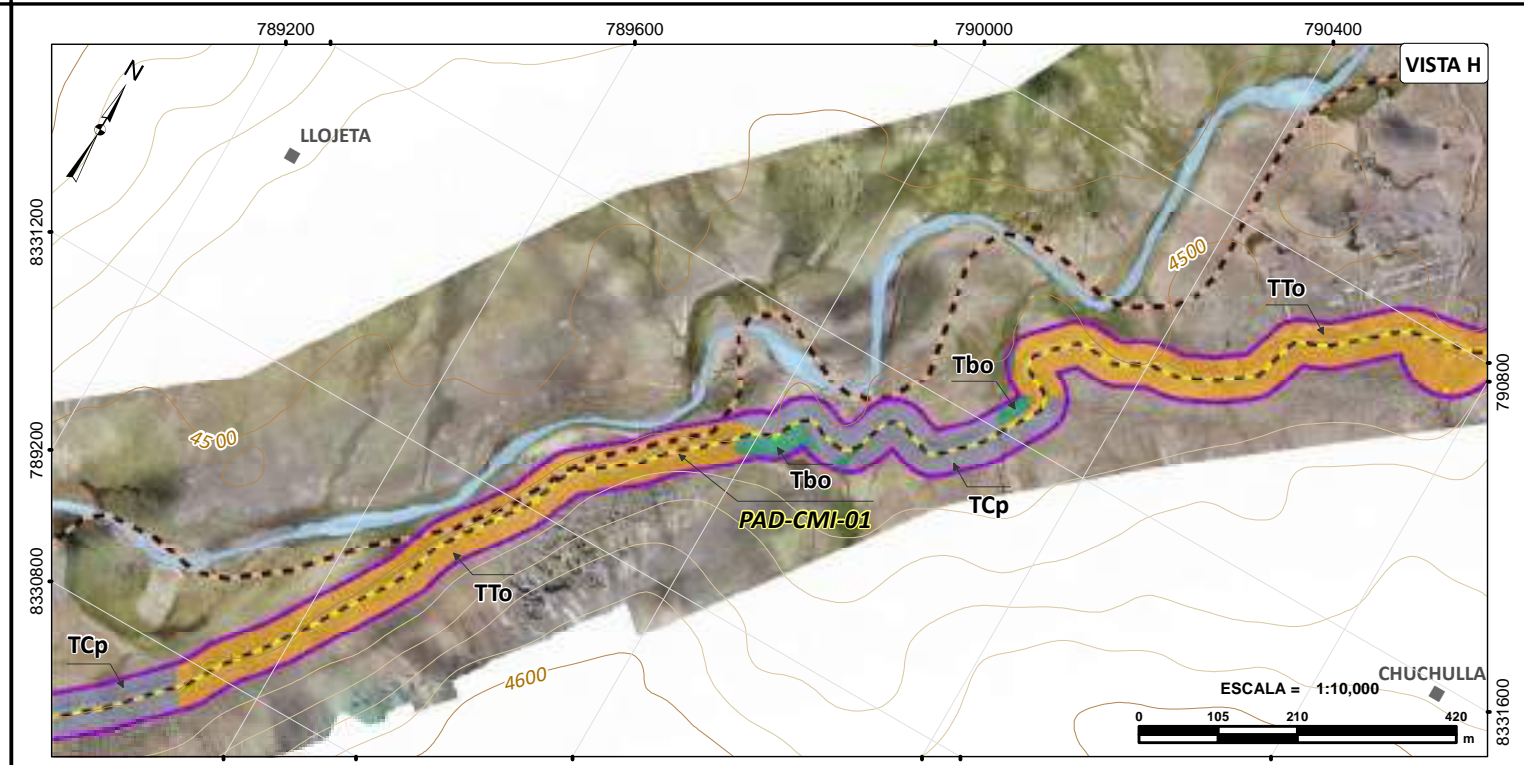 789200 789600 790000 790400
VISTA H
N
LLOJETA
8331200
4500
TTo
Tbo
790800
4500
789200
Tbo
TCp
PAD-CMI-01
8330800
TTo
TCp
4600
CHUCHULLA
ESCALA = 1:10,000
8331600
0 105 210 420
m